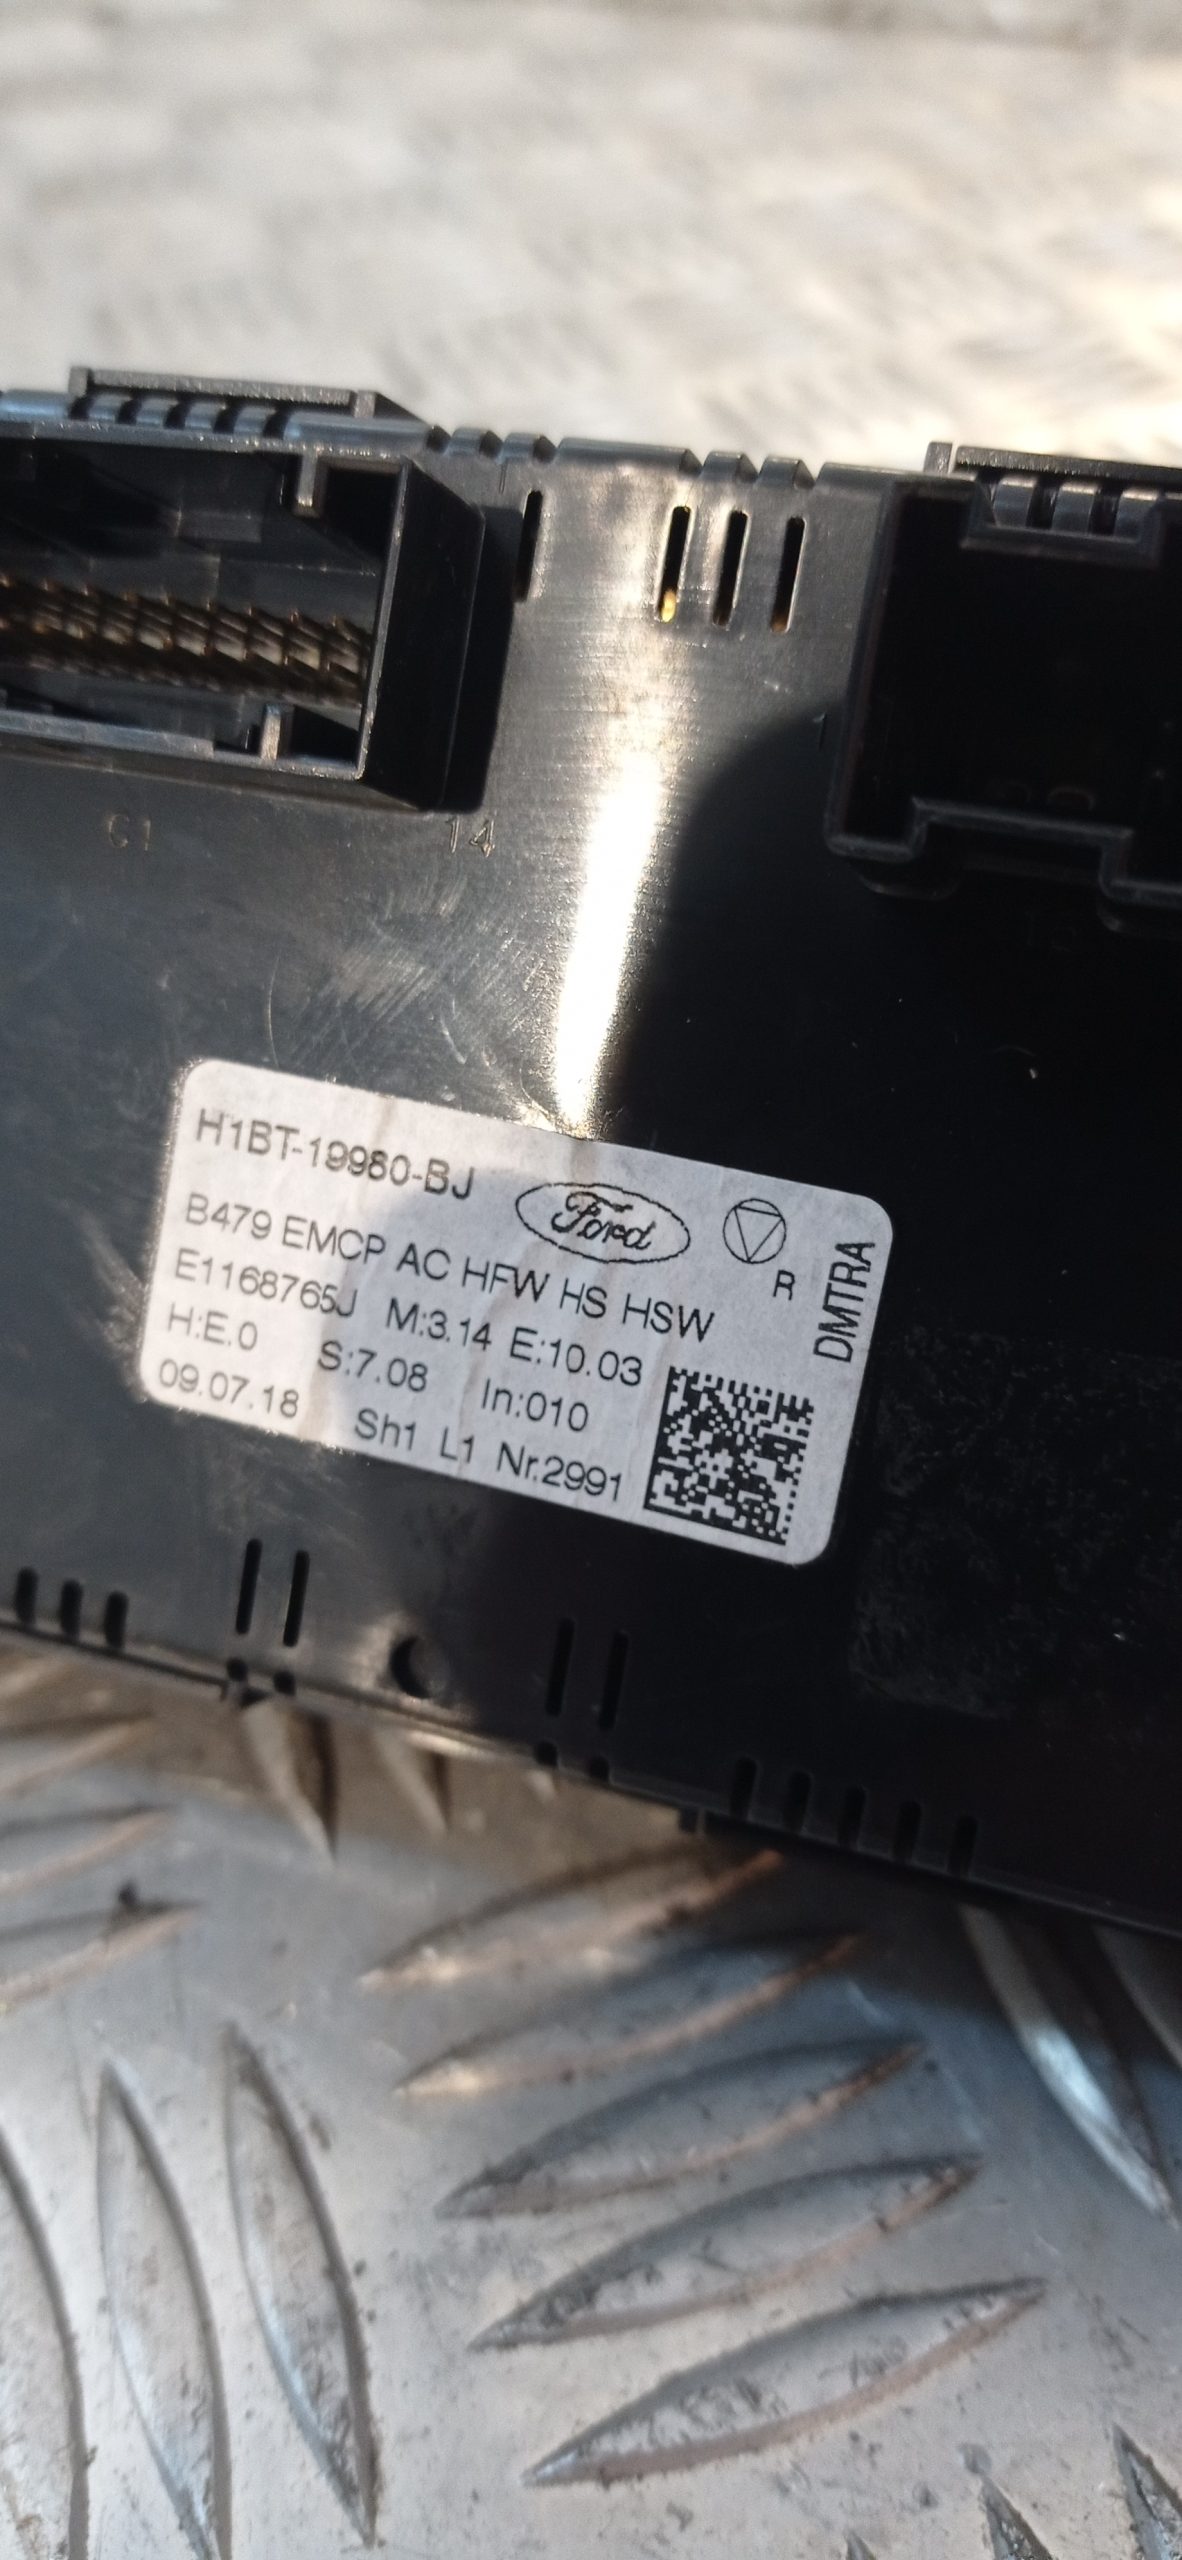 C1 14
H1BT-19980-BJ
Ford
R
DMTRA
B479 EMCP AC HFW HS HSW
E1168765J M:3.14 E:10.03
H:E.0 S:7.08 In:010
09.07.18 Sh1 L1 Nr.2991